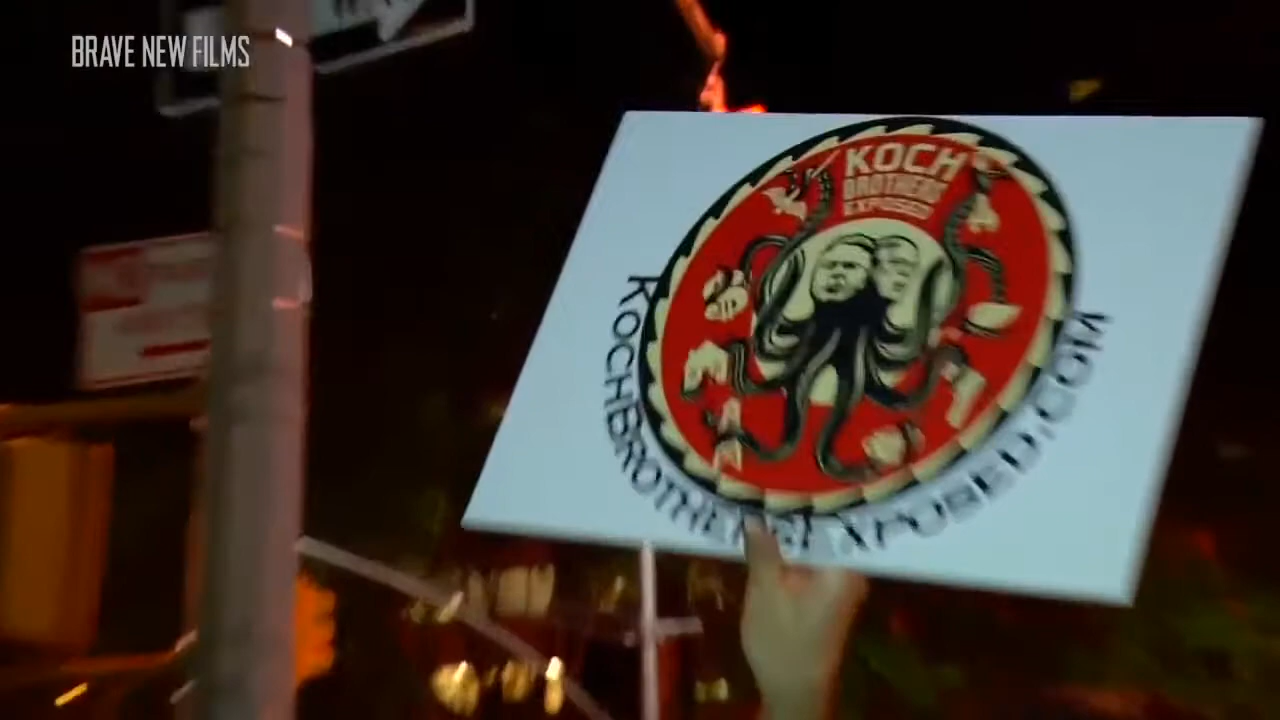 BRAVE NEW FILMS
KOCH
BROTHERS
EXPOSED
KOCHBROTHERSEXPOSED.COM